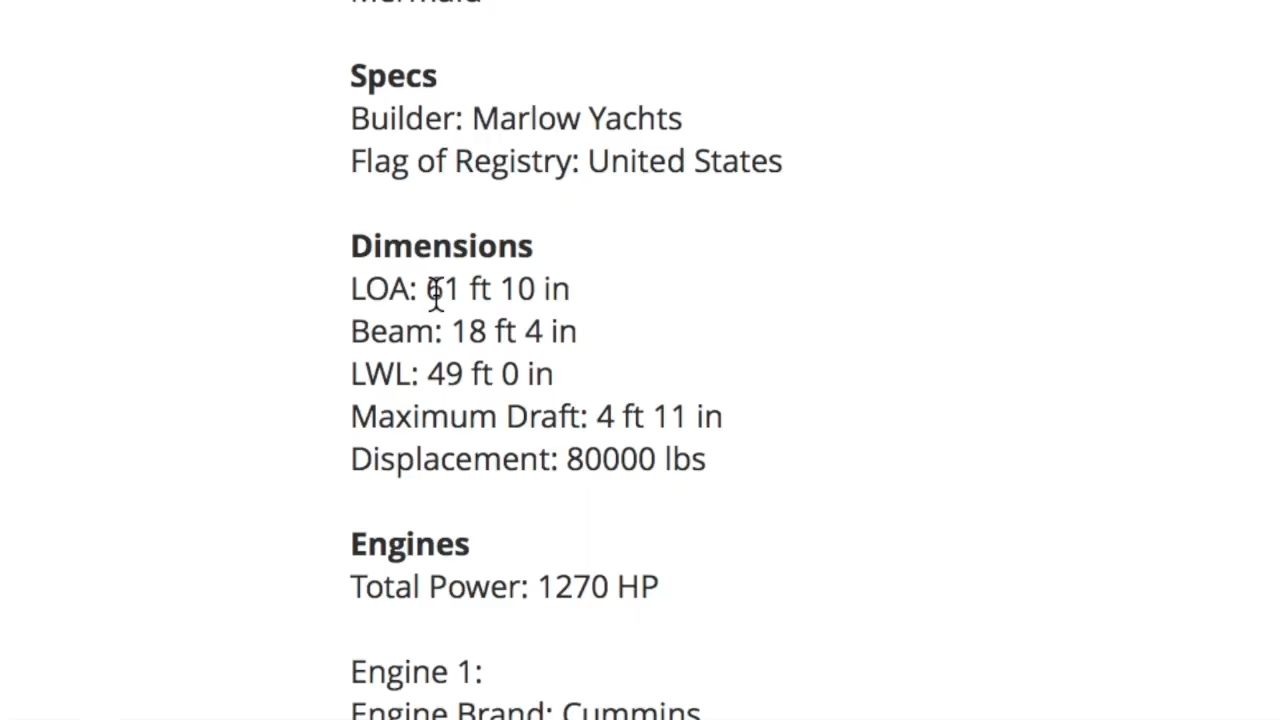 Mermaid
Specs
Builder: Marlow Yachts
Flag of Registry: United States
Dimensions
LOA: 61 ft 10 in
Beam: 18 ft 4 in
LWL: 49 ft 0 in
Maximum Draft: 4 ft 11 in
Displacement: 80000 lbs
Engines
Total Power: 1270 HP
Engine 1:
Engine Brand: Cummins